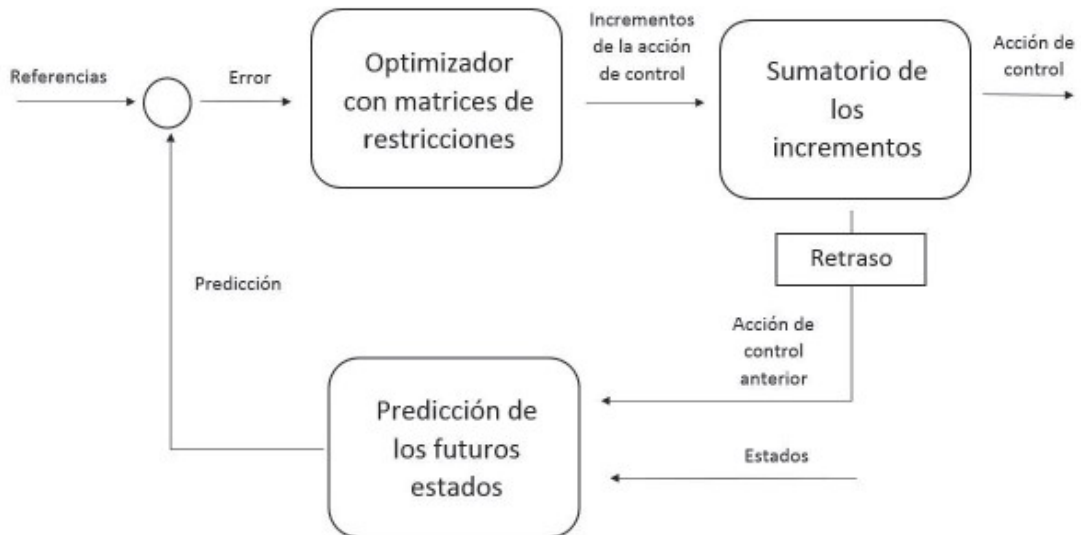 Referencias
Error
Optimizador
con matrices de
restricciones
Incrementos
de la acción
de control
Sumatorio de
los
incrementos
Acción de
control
Retraso
Predicción
Acción de
control
anterior
Predicción de
los futuros
estados
Estados